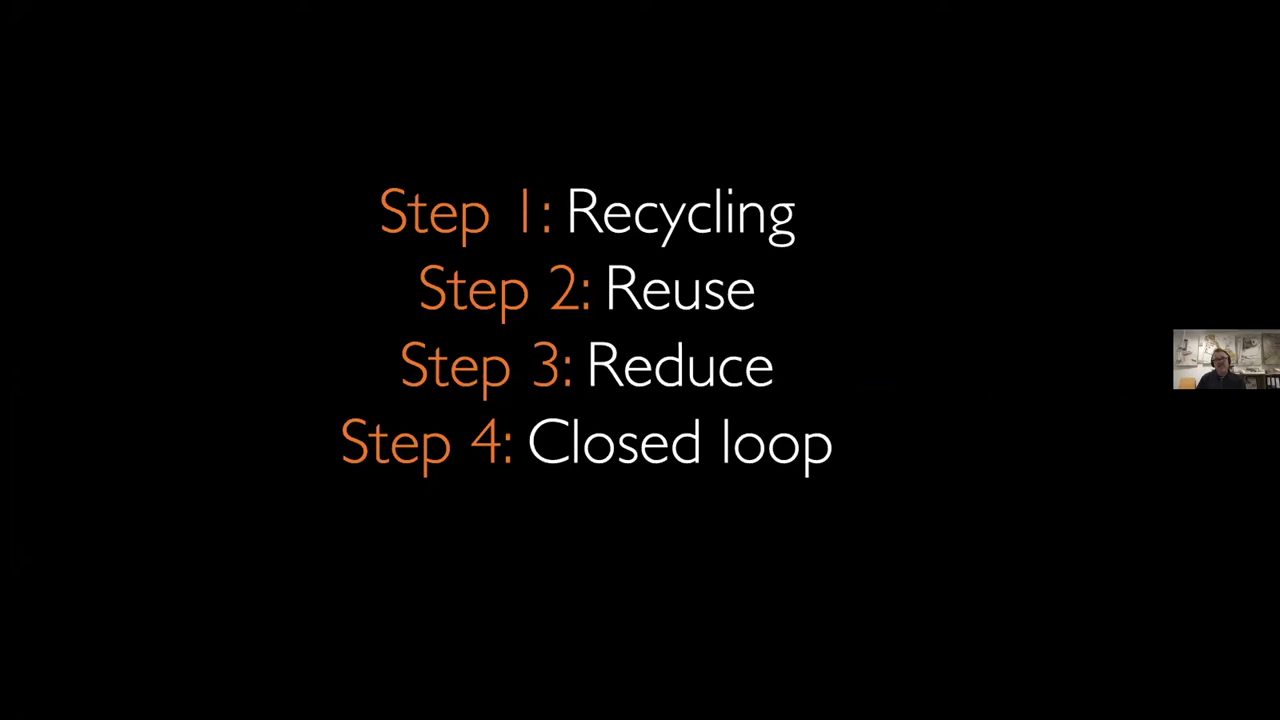 Step 1: Recycling
Step 2: Reuse
Step 3: Reduce
Step 4: Closed loop